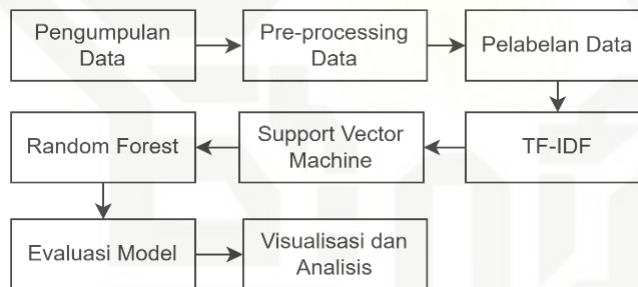 Pengumpulan
Data
Pre-processing
Data
Pelabelan Data
TF-IDF
Support Vector
Machine
Random Forest
Evaluasi Model
Visualisasi dan
Analisis